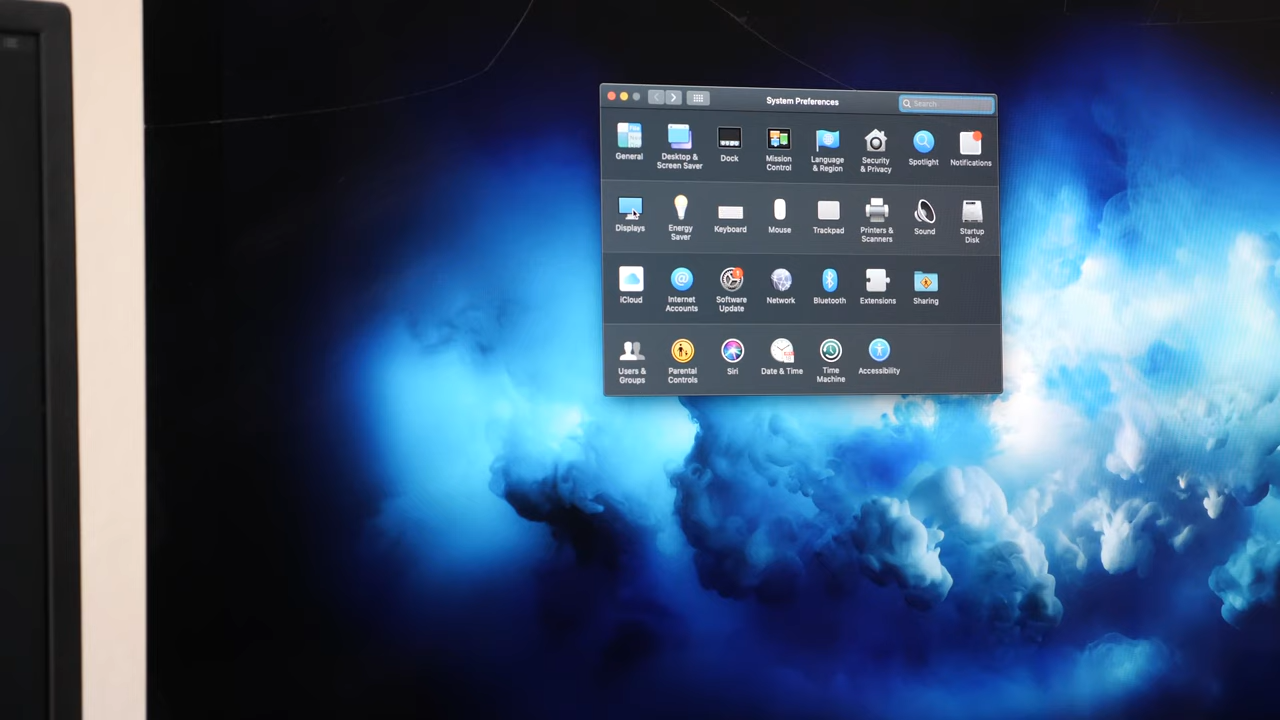 System Preferences
Search
General
Desktop &
Screen Saver
Dock
Mission
Control
Language
& Region
Security
& Privacy
Spotlight
Notifications
Displays
Energy
Saver
Keyboard
Mouse
Trackpad
Printers &
Scanners
Sound
Startup
Disk
iCloud
Internet
Accounts
Software
Update
Network
Bluetooth
Extensions
Sharing
Users &
Groups
Parental
Controls
Siri
Date & Time
Time
Machine
Accessibility